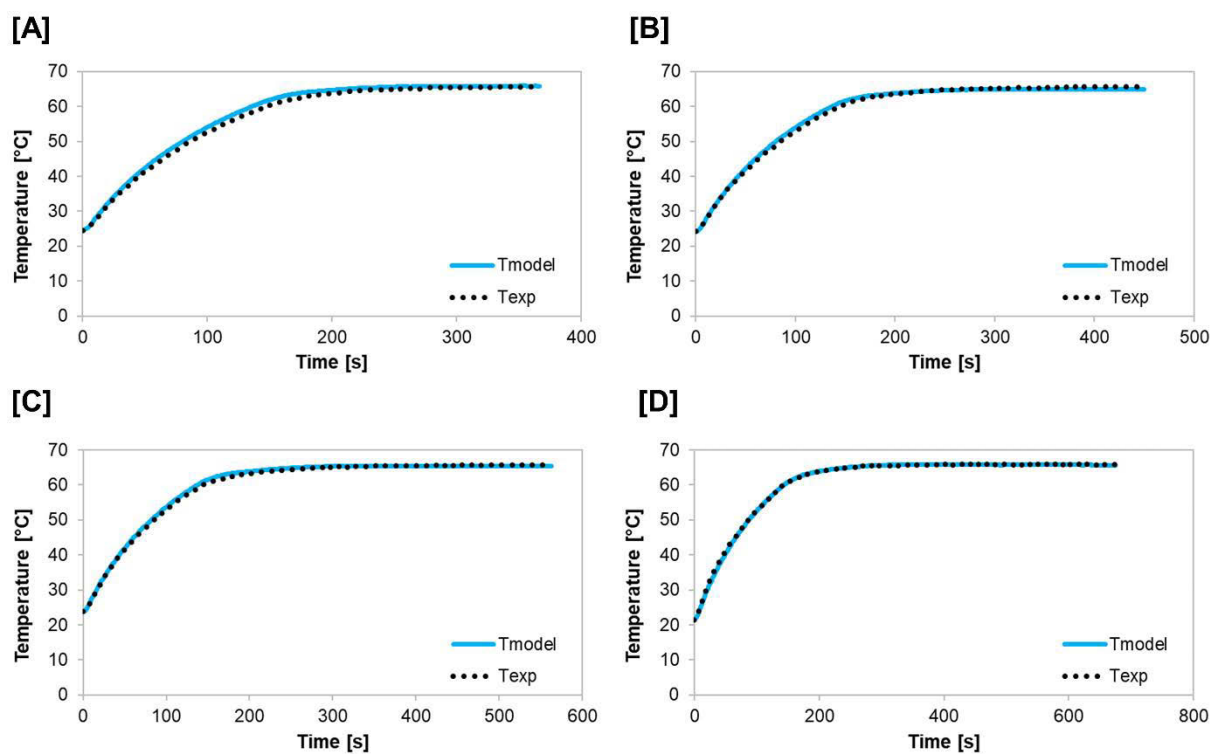 [A]
70
60
50
40
30
20
10
0
Temperature [°C]
Tmodel
Texp
0 100 200 300 400
Time [s]
[B]
70
60
50
40
30
20
10
0
Temperature [°C]
Tmodel
Texp
0 100 200 300 400 500
Time [s]
[C]
70
60
50
40
30
20
10
0
Temperature [°C]
Tmodel
Texp
0 100 200 300 400 500 600
Time [s]
[D]
70
60
50
40
30
20
10
0
Temperature [°C]
Tmodel
Texp
0 200 400 600 800
Time [s]